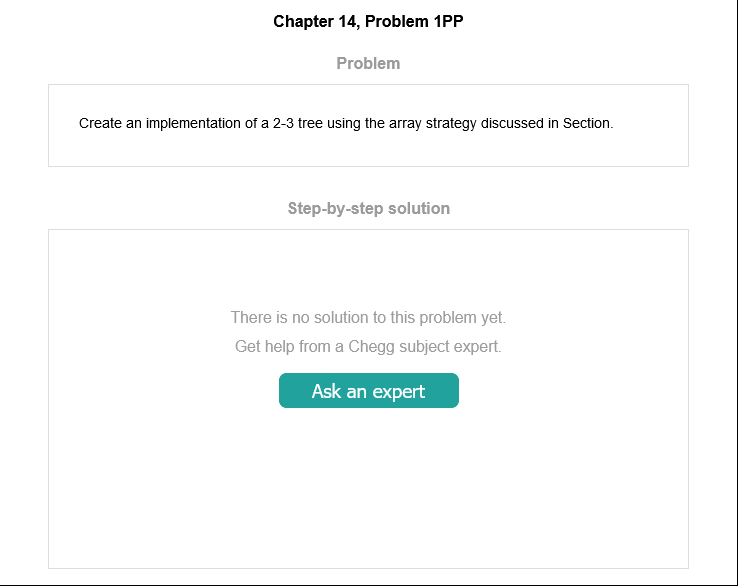 Chapter 14, Problem 1PP
Problem
Create an implementation of a 2-3 tree using the array strategy discussed in Section.
Step-by-step solution
There is no solution to this problem yet.
Get help from a Chegg subject expert.
Ask an expert